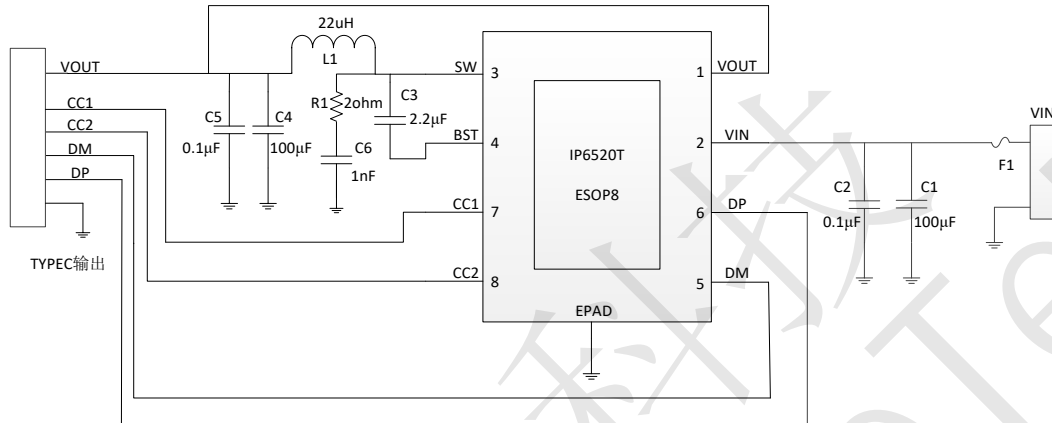 22uH
L1
VOUT
SW
3
1
VOUT
CC1
R1
2ohm
C3
2.2μF
CC2
C5
0.1μF
C4
100μF
BST
4
2
VIN
VIN
F1
DM
C6
1nF
IP6520T
ESOP8
DP
CC1
7
6
DP
C2
0.1μF
C1
100μF
TYPEC输出
CC2
8
5
DM
EPAD
科技